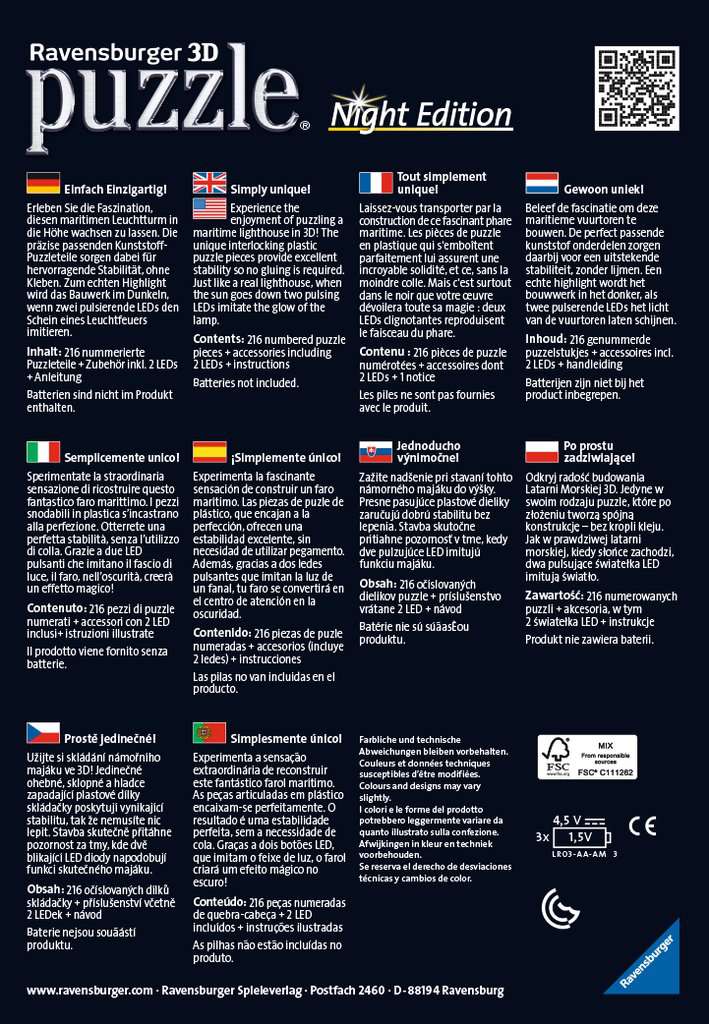 Ravensburger 3D
puzzle®
Night Edition
Einfach Einzigartig!
Erleben Sie die Faszination,
diesen maritimen Leuchtturm in
die Höhe wachsen zu lassen. Die
präzise passenden Kunststoff-
Puzzleteile sorgen dabei für
hervorragende Stabilität, ohne
Kleben. Zum echten Highlight
wird das Bauwerk im Dunkeln,
wenn zwei pulsierende LEDs den
Schein eines Leuchtfeuers
imitieren.
Inhalt: 216 nummerierte
Puzzleteile + Zubehör inkl. 2 LEDs
+ Anleitung
Batterien sind nicht im Produkt
enthalten.
Simply unique!
Experience the
enjoyment of puzzling a
maritime lighthouse in 3D! The
unique interlocking plastic
puzzle pieces provide excellent
stability so no gluing is required.
Just like a real lighthouse, when
the sun goes down two pulsing
LEDs imitate the glow of the
lamp.
Contents: 216 numbered puzzle
pieces + accessories including
2 LEDs + instructions
Batteries not included.
Tout simplement
unique!
Laissez-vous transporter par la
construction de ce fascinant phare
maritime. Les pièces de puzzle
en plastique qui s'emboîtent
parfaitement lui assurent une
incroyable solidité, et ce, sans la
moindre colle. Mais c'est surtout
dans le noir que votre œuvre
dévoilera toute sa magie : deux
LEDs clignotantes reproduisent
le faisceau du phare.
Contenu : 216 pièces de puzzle
numérotées + accessoires dont
2 LEDs + 1 notice
Les piles ne sont pas fournies
avec le produit.
Gewoon uniek!
Beleef de fascinatie om deze
maritieme vuurtoren te
bouwen. De perfect passende
kunststof onderdelen zorgen
daarbij voor een uitstekende
stabiliteit, zonder lijmen. Een
echte highlight wordt het
bouwwerk in het donker, als
twee pulserende LEDs het licht
van de vuurtoren laten schijnen.
Inhoud: 216 genummerde
puzzelstukjes + accessoires incl.
2 LEDs + handleiding
Batterijen zijn niet bij het
product inbegrepen.
Semplicemente unico!
Sperimentate la straordinaria
sensazione di ricostruire questo
fantastico faro marittimo. I pezzi
snodabili in plastica s'incastrano
alla perfezione. Otterrete una
perfetta stabilità, senza l'utilizzo
di colla. Grazie a due LED
pulsanti che imitano il fascio di
luce, il faro, nell'oscurità, creerà
un effetto magico!
Contenuto: 216 pezzi di puzzle
numerati + accessori con 2 LED
inclusi+ istruzioni illustrate
Il prodotto viene fornito senza
batterie.
¡Simplemente único!
Experimenta la fascinante
sensación de construir un faro
marítimo. Las piezas de puzle de
plástico, que encajan a la
perfección, ofrecen una
estabilidad excelente, sin
necesidad de utilizar pegamento.
Además, gracias a dos ledes
pulsantes que imitan la luz de
un fanal, tu faro se convertirá en
el centro de atención en la
oscuridad.
Contenido: 216 piezas de puzle
numeradas + accesorios (incluye
2 ledes) + instrucciones
Las pilas no van incluidas en el
producto.
Jednoducho
výnimočne!
Zažite nadšenie pri stavaní tohto
námorného majáku do výšky.
Presne pasujúce plastové dieliky
zaručujú dobrú stabilitu bez
lepenia. Stavba skutočne
pritiahne pozornosť v tme, keď
dve pulzujúce LED imitujú
funkciu majáku.
Obsah: 216 očíslovaných
dielikov puzzle + príslušenstvo
vrátane 2 LED + návod
Batérie nie sú súãasÈou
produktu.
Po prostu
zadziwiające!
Odkryj radość budowania
Latarni Morskiej 3D. Jedyne w
swoim rodzaju puzzle, które po
złożeniu tworzą spójną
konstrukcję – bez kropli kleju.
Jak w prawdziwej latarni
morskiej, kiedy słońce zachodzi,
dwa pulsujące światełka LED
imitują światło.
Zawartość: 216 numerowanych
puzzli + akcesoria, w tym
2 światełka LED + instrukcje
Produkt nie zawiera baterii.
Prostě jedinečné!
Užijte si skládání námořního
majáku ve 3D! Jedinečné
ohebné, sklopné a hladce
zapadající plastové dílky
skládačky poskytují vynikající
stabilitu, tak že nemusíte nic
lepit. Stavba skutečně přitáhne
pozornost za tmy, kde dvě
blikající LED diody napodobují
funkci skutečného majáku.
Obsah: 216 očíslovaných dílků
skládačky + příslušenství včetně
2 LEDek + návod
Baterie nejsou souãástí
produktu.
Simplesmente único!
Experimenta a sensação
extraordinária de reconstruir
este fantástico farol marítimo.
As peças articuladas em plástico
encaixam-se perfeitamente. O
resultado é uma estabilidade
perfeita, sem a necessidade de
cola. Graças a dois botões LED,
que imitam o feixe de luz, o farol
criará um efeito mágico no
escuro!
Conteúdo: 216 peças numeradas
de quebra-cabeça + 2 LED
incluídos + instruções ilustradas
As pilhas não estão incluídas no
produto.
Farbliche und technische
Abweichungen bleiben vorbehalten.
Couleurs et données techniques
susceptibles d'être modifiées.
Colours and designs may vary
slightly.
I colori e le forme del prodotto
potrebbero leggermente variare da
quanto illustrato sulla confezione.
Afwijkingen in kleur en techniek
voorbehouden.
Se reserva el derecho de desviaciones
técnicas y cambios de color.
FSC
www.fsc.org
MIX
From responsible
sources
FSC® C111262
4,5 V
3x 1,5V
LR03-AA-AM 3
CE
Ravensburger
www.ravensburger.com · Ravensburger Spieleverlag · Postfach 2460 · D-88194 Ravensburg